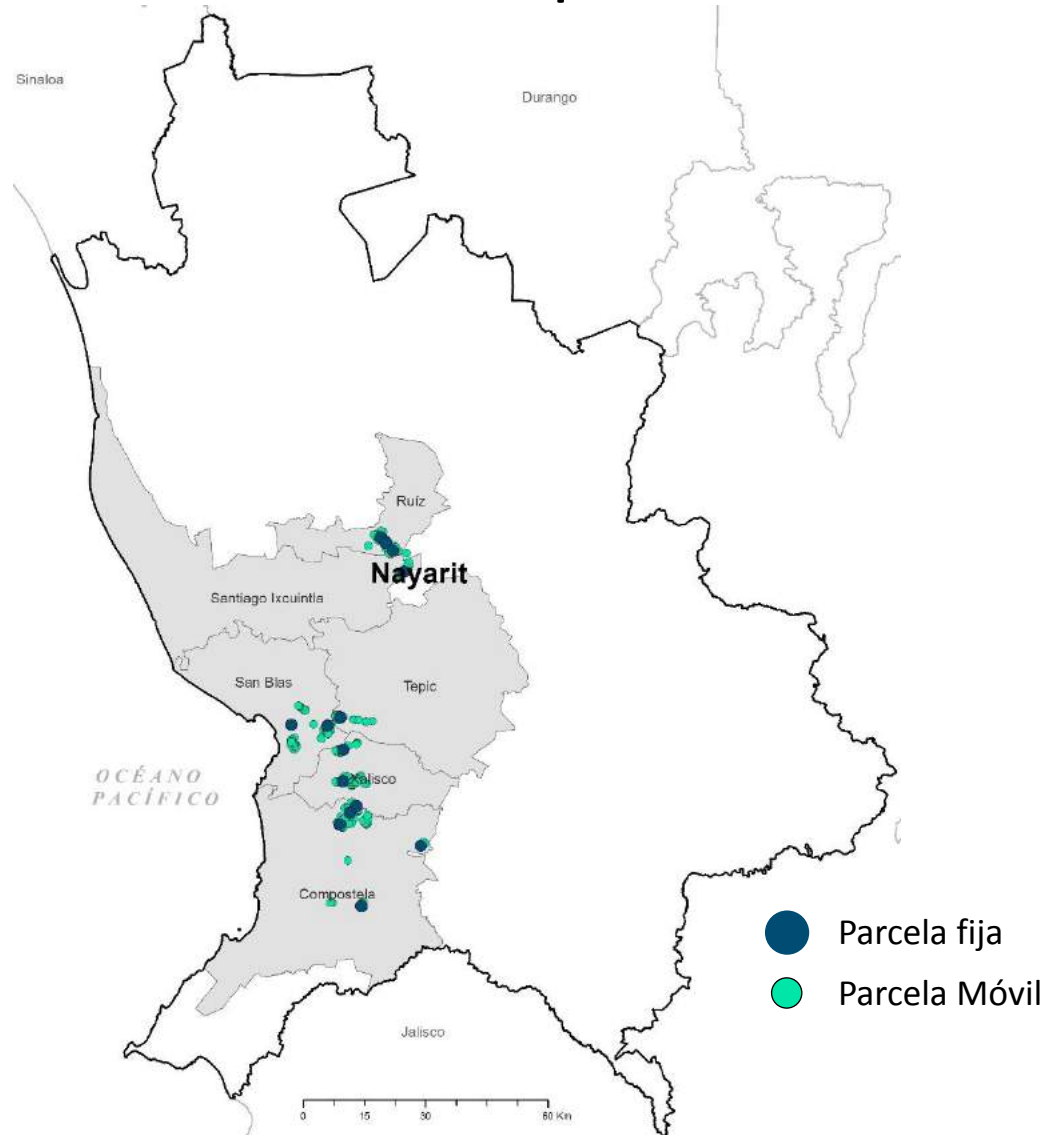 Sinaloa
Durango
Ruíz
Nayarit
Santiago Ixcuintla
San Blas
Tepic
OCÉANO
PACÍFICO
Xalisco
Compostela
Parcela fija
Parcela Móvil
Jalisco
0 15 30 60 Km